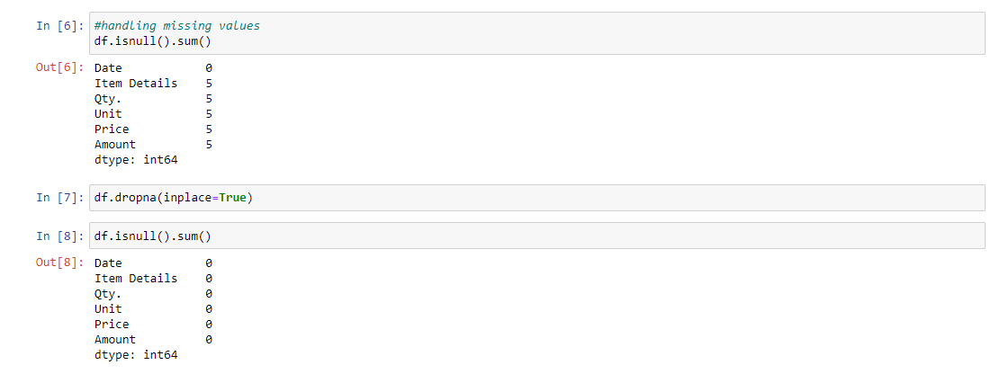 In [6]: #handling missing values
df.isnull().sum()
Out[6]: Date 0
Item Details 5
Qty. 5
Unit 5
Price 5
Amount 5
dtype: int64
In [7]: df.dropna(inplace=True)
In [8]: df.isnull().sum()
Out[8]: Date 0
Item Details 0
Qty. 0
Unit 0
Price 0
Amount 0
dtype: int64